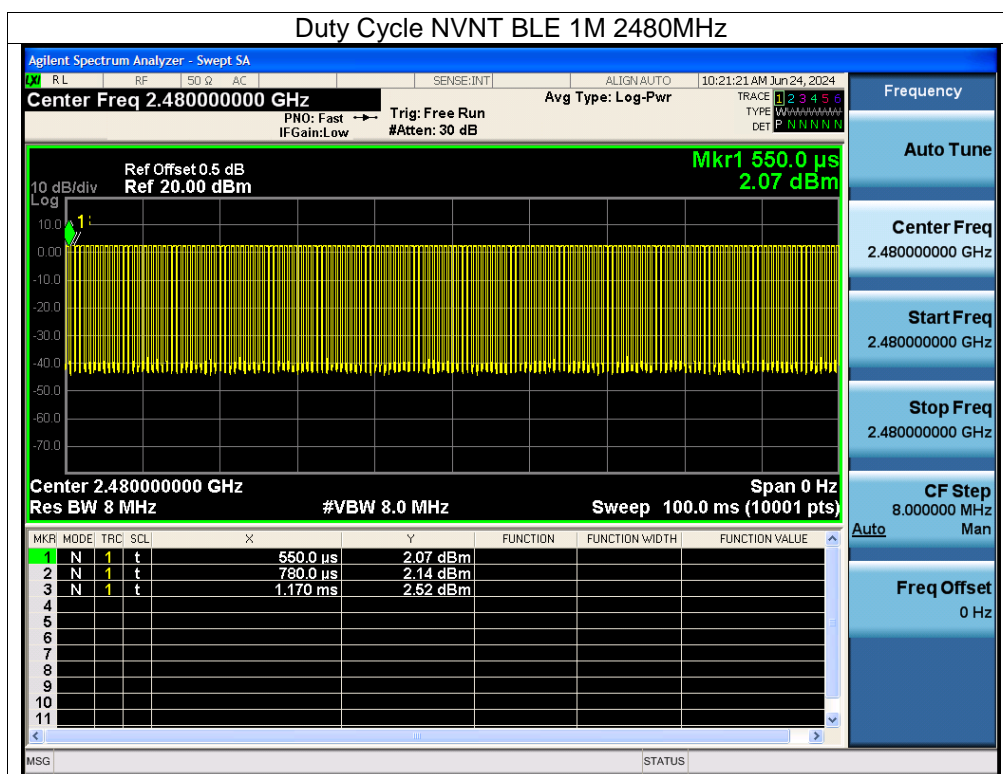 Duty Cycle NVNT BLE 1M 2480MHz
Agilent Spectrum Analyzer - Swept SA
LXI RL RF 50 Ω AC SENSE:INT ALIGN AUTO 10:21:21 AM Jun 24, 2024
Center Freq 2.480000000 GHz
PNO: Fast
IFGain:Low
Trig: Free Run
#Atten: 30 dB
Avg Type: Log-Pwr
TRACE 1 2 3 4 5 6
TYPE WWWWWW
DET P N N N N N
Mkr1 550.0 µs
2.07 dBm
Ref Offset 0.5 dB
10 dB/div Ref 20.00 dBm
Log
1
10.0
0.00
-10.0
-20.0
-30.0
-40.0
-50.0
-60.0
-70.0
Center 2.480000000 GHz Span 0 Hz
Res BW 8 MHz #VBW 8.0 MHz Sweep 100.0 ms (10001 pts)
MKR MODE TRC SCL X Y FUNCTION FUNCTION WIDTH FUNCTION VALUE
1 N 1 t 550.0 µs 2.07 dBm
2 N 1 t 780.0 µs 2.14 dBm
3 N 1 t 1.170 ms 2.52 dBm
4
5
6
7
8
9
10
11
MSG STATUS
Frequency
Auto Tune
Center Freq
2.480000000 GHz
Start Freq
2.480000000 GHz
Stop Freq
2.480000000 GHz
CF Step
8.000000 MHz
Auto Man
Freq Offset
0 Hz